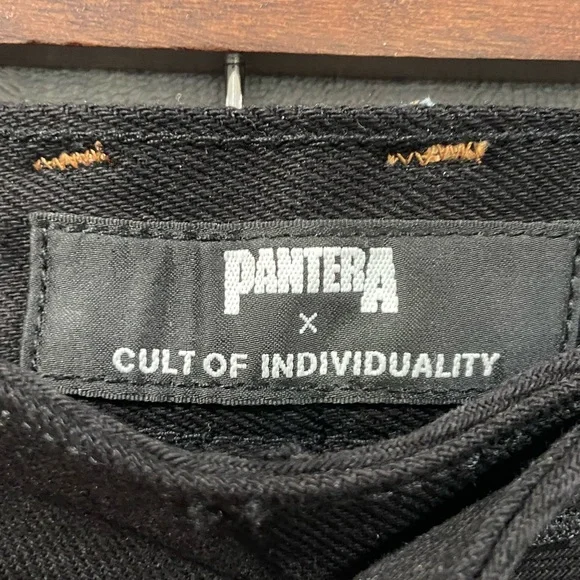 PANTERA
×
CULT OF INDIVIDUALITY